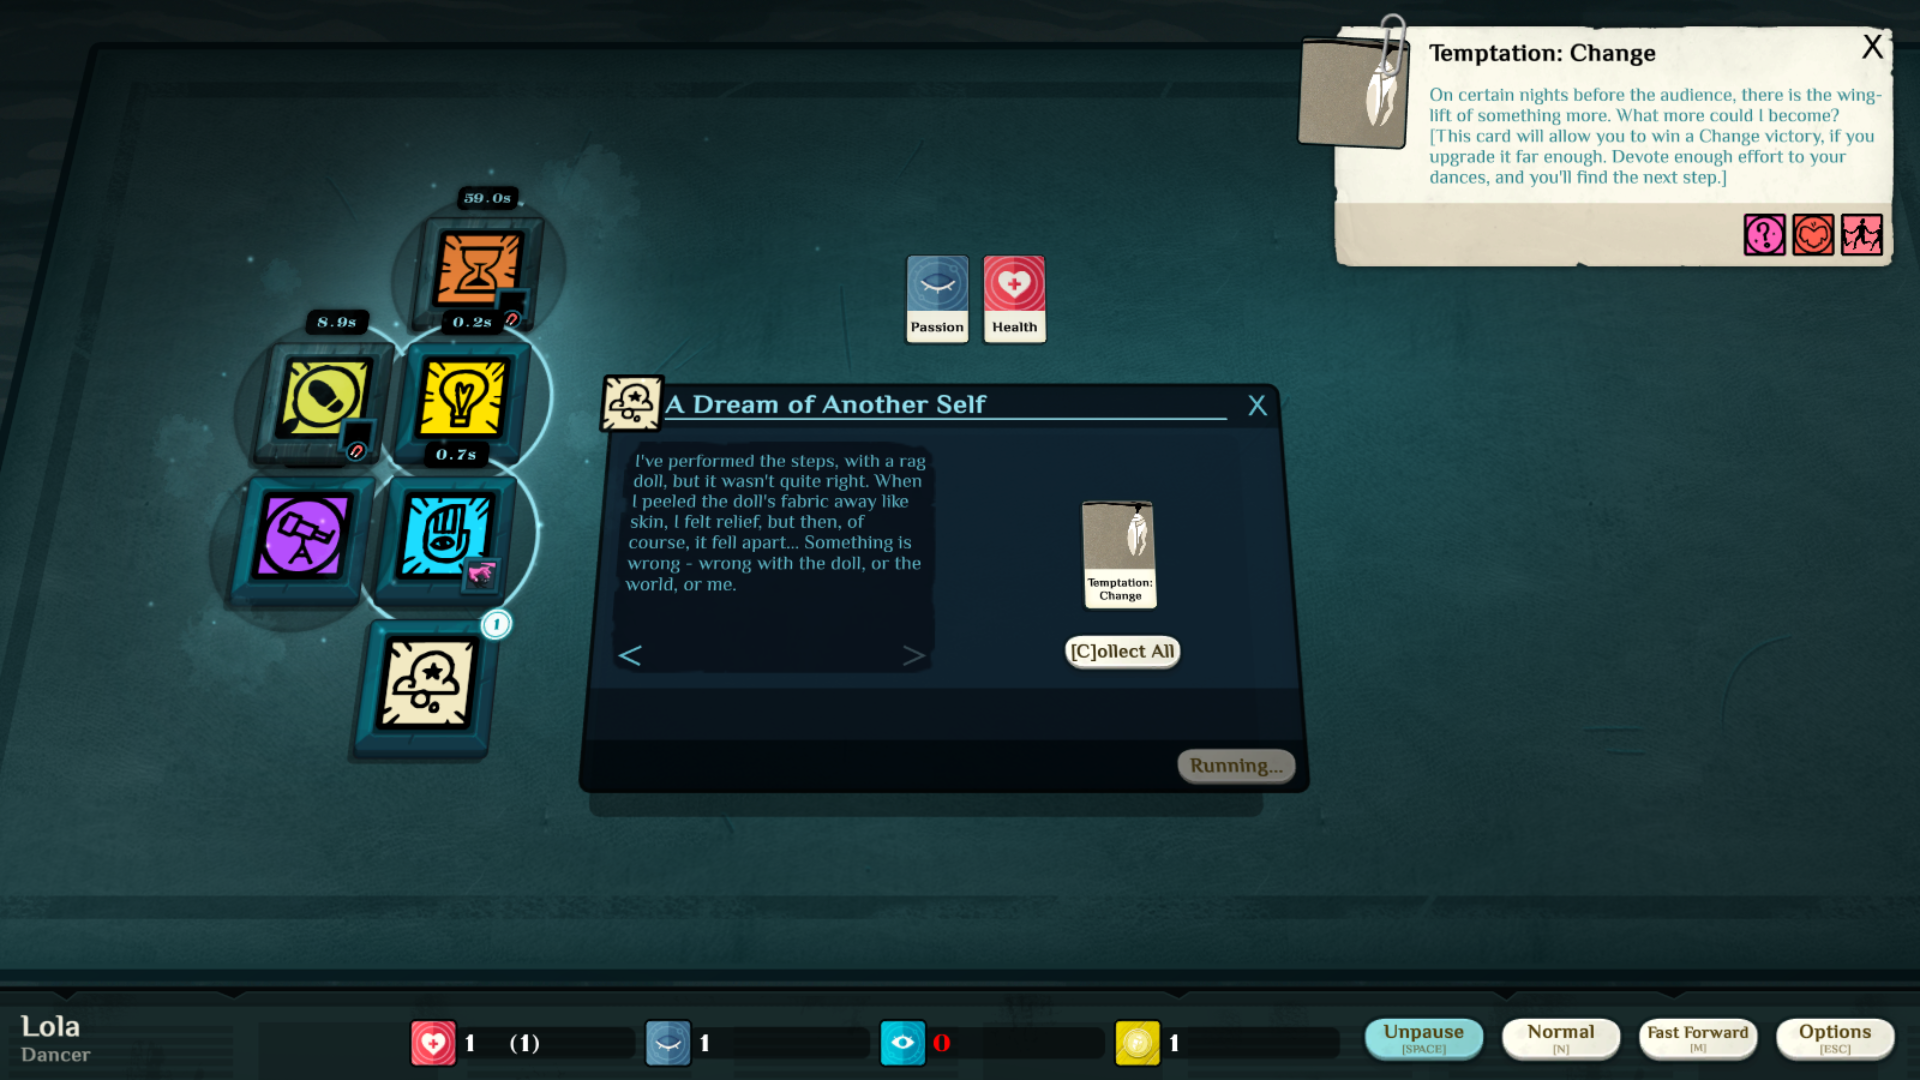 Temptation: Change
X
On certain nights before the audience, there is the wing-
lift of something more. What more could I become?
[This card will allow you to win a Change victory, if you
upgrade it far enough. Devote enough effort to your
dances, and you'll find the next step.]
59.0s
8.9s
0.2s
0.7s
1
Passion
Health
A Dream of Another Self
X
I've performed the steps, with a rag
doll, but it wasn't quite right. When
I peeled the doll's fabric away like
skin, I felt relief, but then, of
course, it fell apart... Something is
wrong - wrong with the doll, or the
world, or me.
<
>
Temptation:
Change
[C]ollect All
Running...
Lola
Dancer
1 (1)
1
0
1
Unpause
[SPACE]
Normal
[N]
Fast Forward
[M]
Options
[ESC]